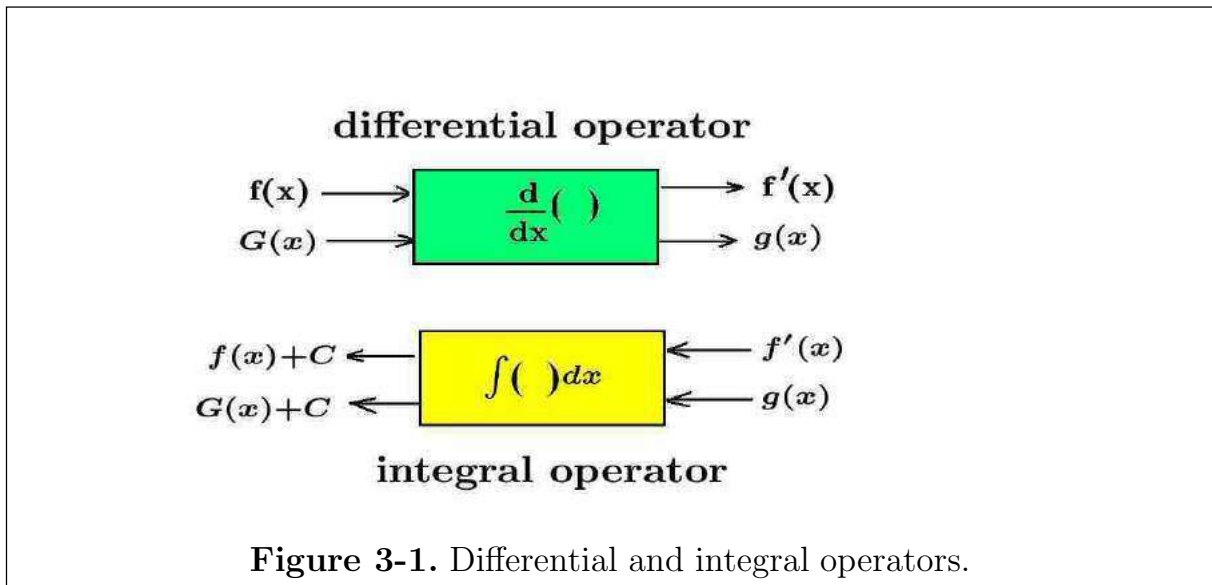 differential operator
f(x) d/dx( ) f'(x)
G(x) g(x)
f(x)+C ∫( )dx f'(x)
G(x)+C g(x)
integral operator
Figure 3-1. Differential and integral operators.